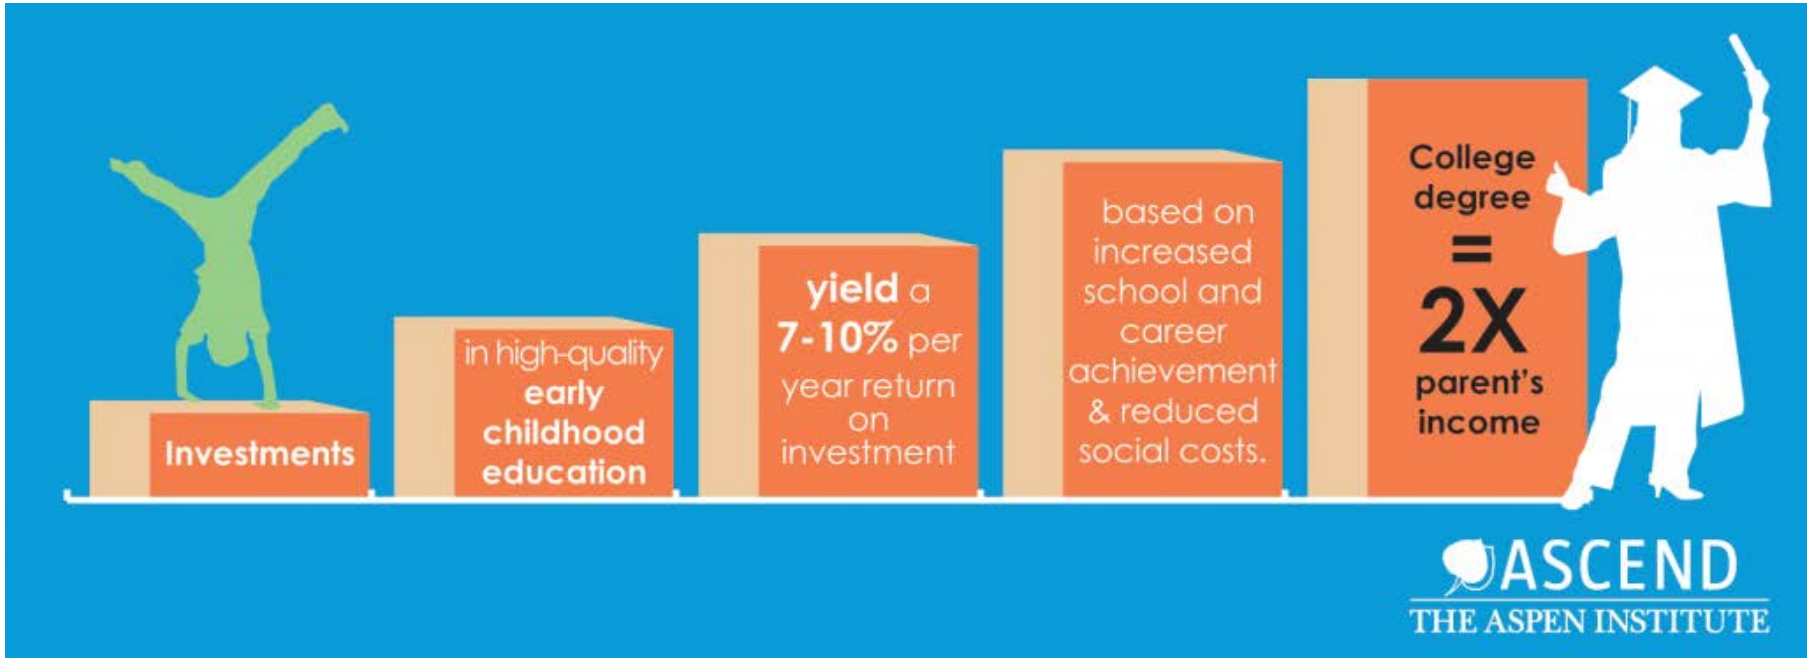 Investments
in high-quality
early
childhood
education
yield a
7-10% per
year return
on
investment
based on
increased
school and
career
achievement
& reduced
social costs.
College
degree
=
2X
parent's
income
ASCEND
THE ASPEN INSTITUTE